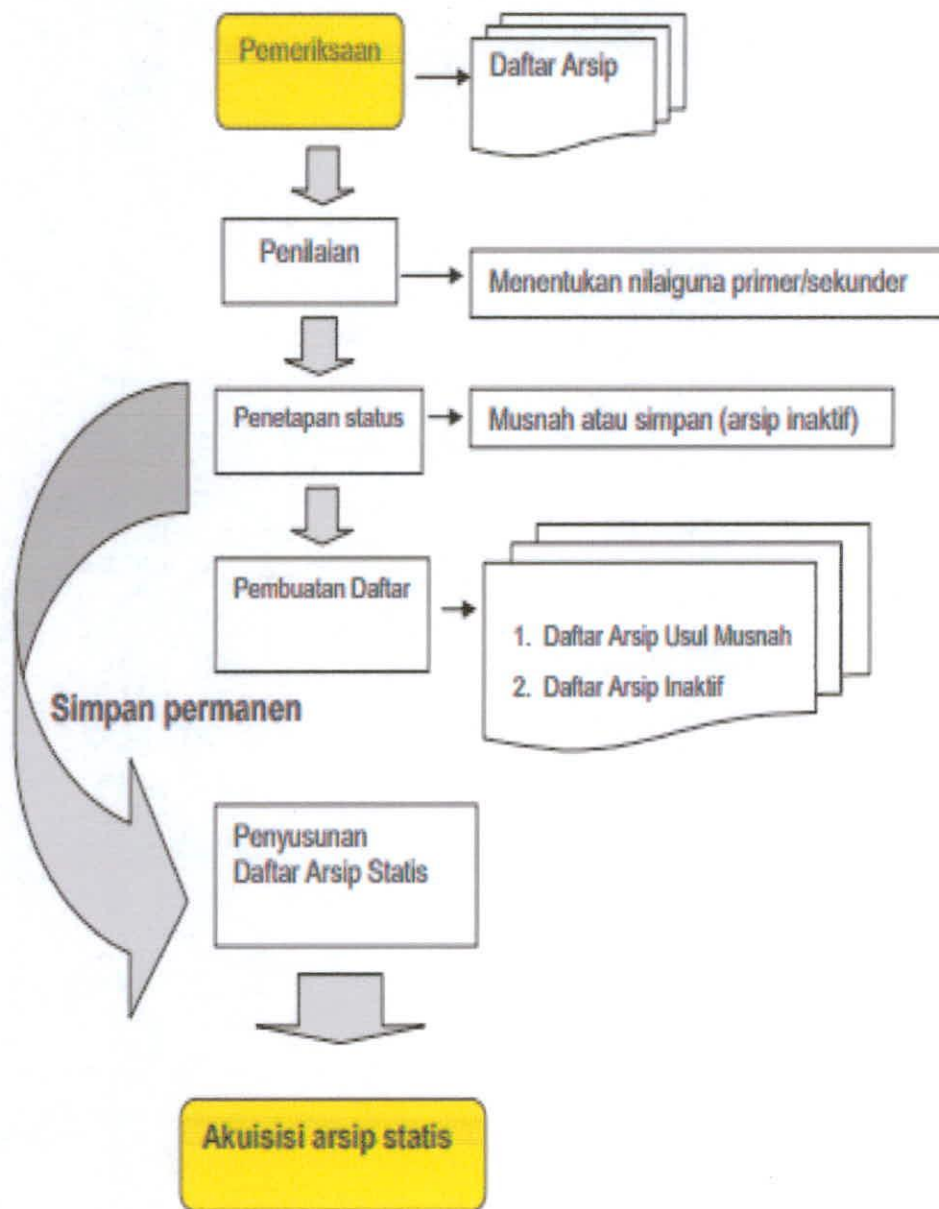 Pemeriksaan
Daftar Arsip
Penilaian
Menentukan nilaiguna primer/sekunder
Penetapan status
Musnah atau simpan (arsip inaktif)
Pembuatan Daftar
1. Daftar Arsip Usul Musnah
2. Daftar Arsip Inaktif
Simpan permanen
Penyusunan
Daftar Arsip Statis
Akuisisi arsip statis